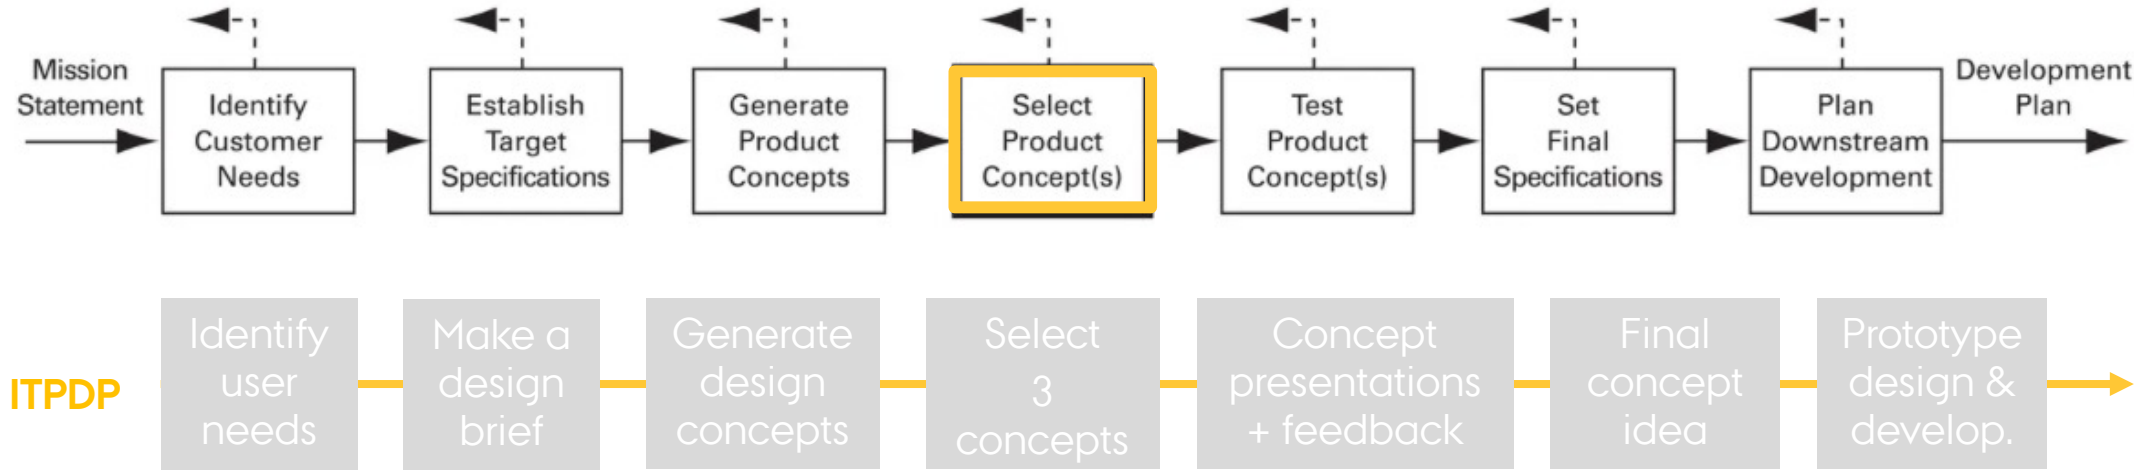 Mission
Statement
Identify
Customer
Needs
Establish
Target
Specifications
Generate
Product
Concepts
Select
Product
Concept(s)
Test
Product
Concept(s)
Set
Final
Specifications
Plan
Downstream
Development
Development
Plan
ITPDP
Identify
user
needs
Make a
design
brief
Generate
design
concepts
Select
3
concepts
Concept
presentations
+ feedback
Final
concept
idea
Prototype
design &
develop.